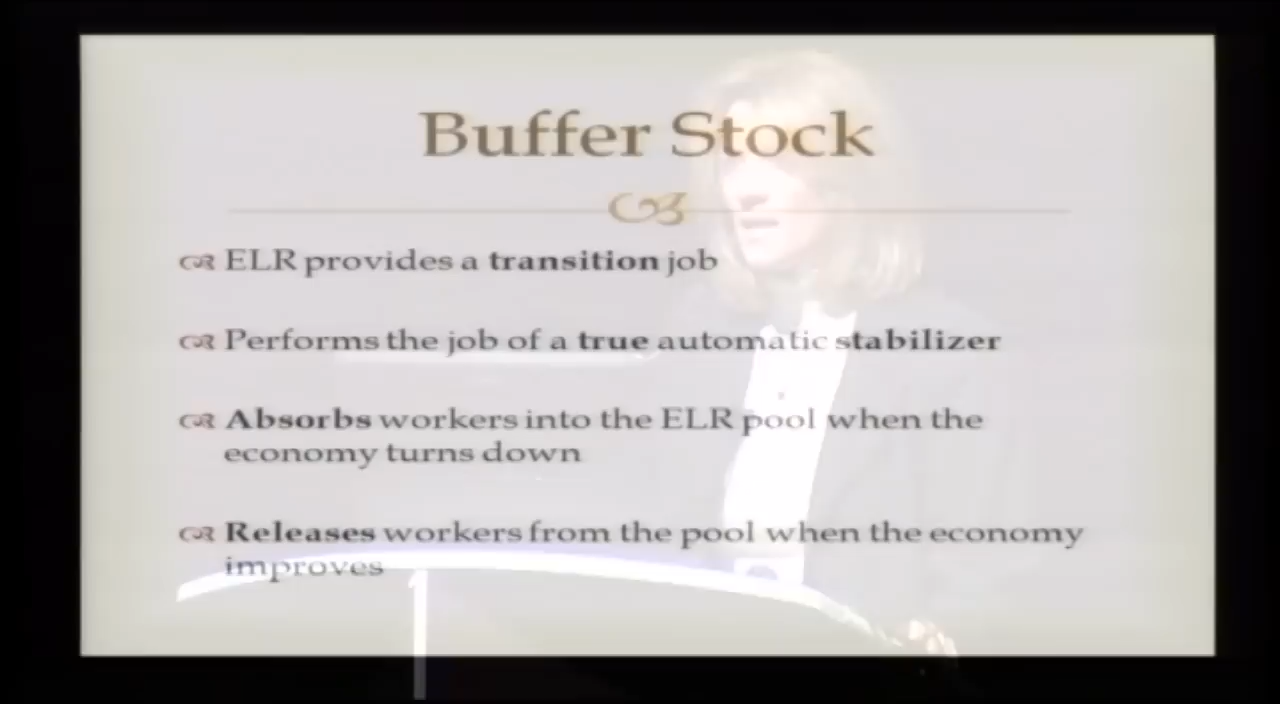 Buffer Stock
ELR provides a transition job
Performs the job of a true automatic stabilizer
Absorbs workers into the ELR pool when the
economy turns down
Releases workers from the pool when the economy
improves